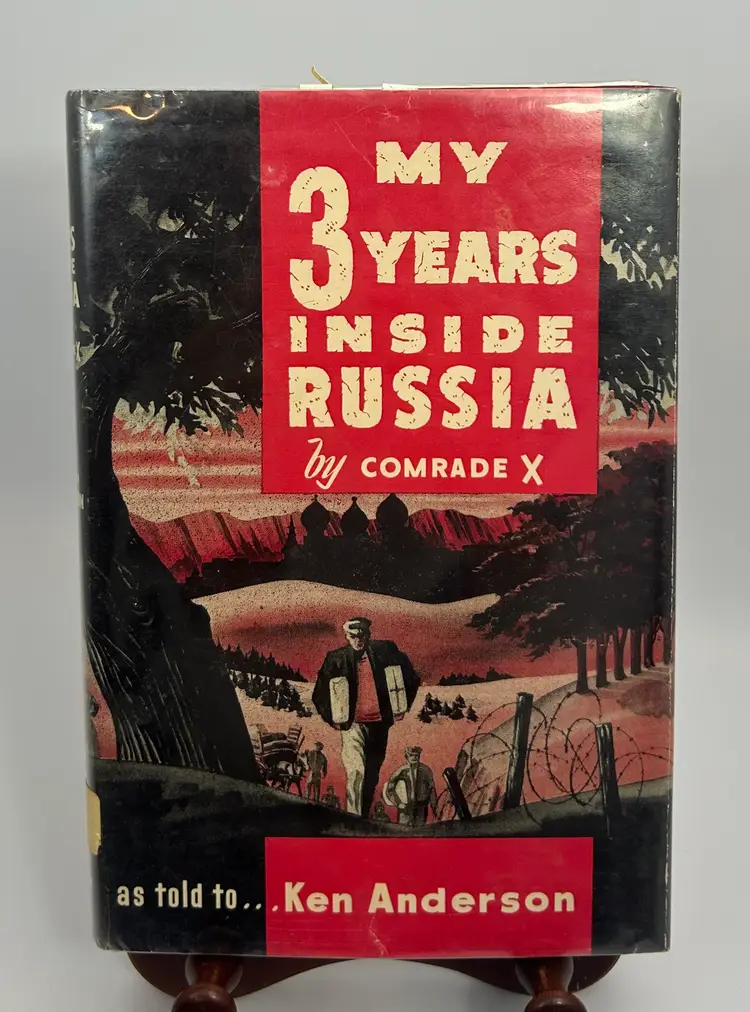 MY
3 YEARS
INSIDE
RUSSIA
by COMRADE X
as told to... Ken Anderson